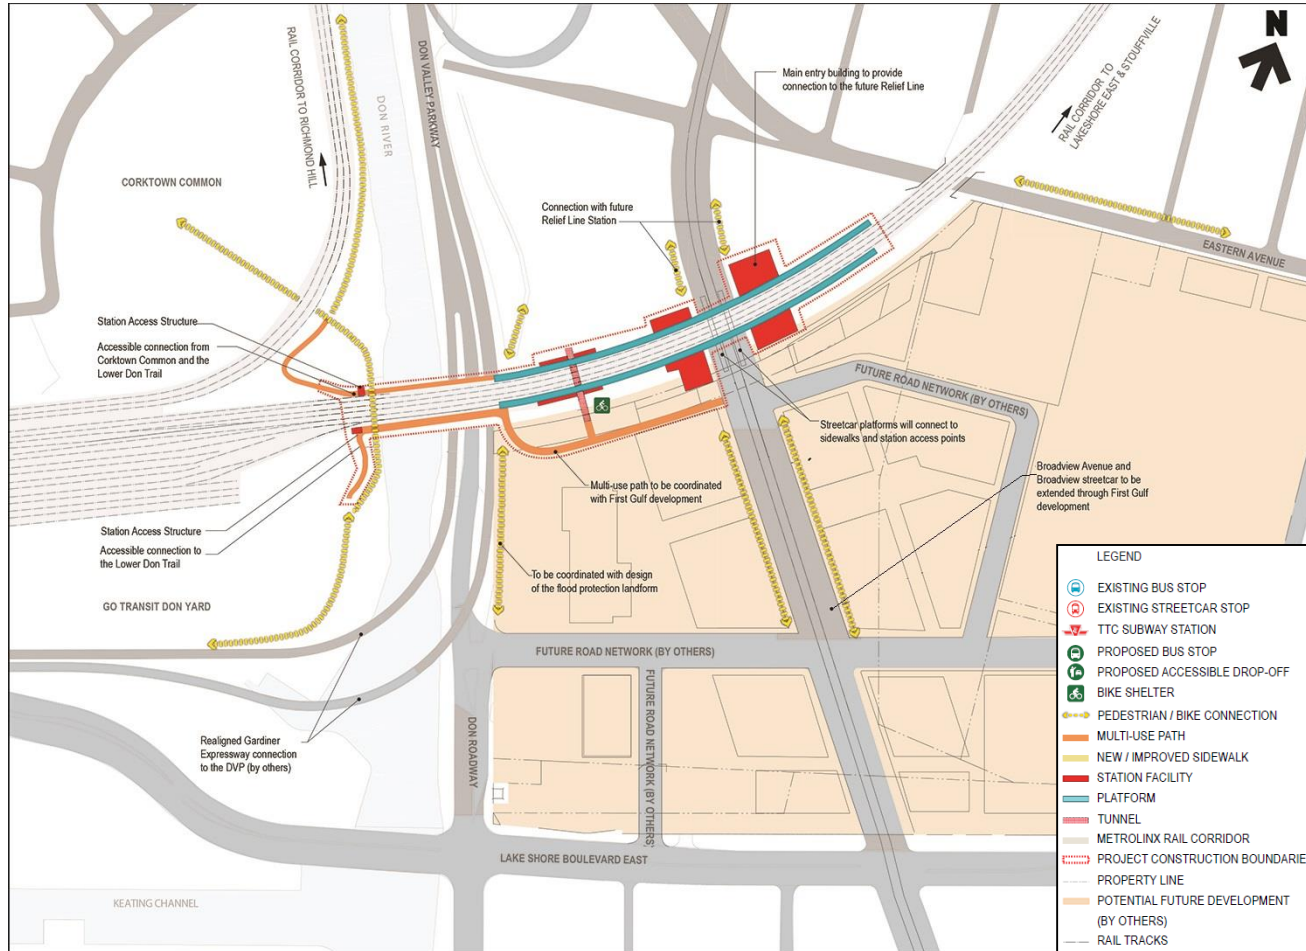 N
Main entry building to provide
connection to the future Relief Line
RAIL CORRIDOR TO
LAKESHORE EAST & STOUFFVILLE
RAIL CORRIDOR TO RICHMOND HILL
DON RIVER
DON VALLEY PARKWAY
CORKTOWN COMMON
Connection with future
Relief Line Station
EASTERN AVENUE
Station Access Structure
Accessible connection from
Corktown Common and the
Lower Don Trail
FUTURE ROAD NETWORK (BY OTHERS)
Streetcar platforms will connect to
sidewalks and station access points
Multi-use path to be coordinated
with First Gulf development
Broadview Avenue and
Broadview streetcar to be
extended through First Gulf
development
Station Access Structure
Accessible connection to
the Lower Don Trail
To be coordinated with design
of the flood protection landform
GO TRANSIT DON YARD
FUTURE ROAD NETWORK (BY OTHERS)
FUTURE ROAD NETWORK (BY OTHERS)
DON ROADWAY
Realigned Gardiner
Expressway connection
to the DVP (by others)
LAKE SHORE BOULEVARD EAST
KEATING CHANNEL
LEGEND
EXISTING BUS STOP
EXISTING STREETCAR STOP
TTC SUBWAY STATION
PROPOSED BUS STOP
PROPOSED ACCESSIBLE DROP-OFF
BIKE SHELTER
PEDESTRIAN / BIKE CONNECTION
MULTI-USE PATH
NEW / IMPROVED SIDEWALK
STATION FACILITY
PLATFORM
TUNNEL
METROLINX RAIL CORRIDOR
PROJECT CONSTRUCTION BOUNDARIE
PROPERTY LINE
POTENTIAL FUTURE DEVELOPMENT
(BY OTHERS)
RAIL TRACKS